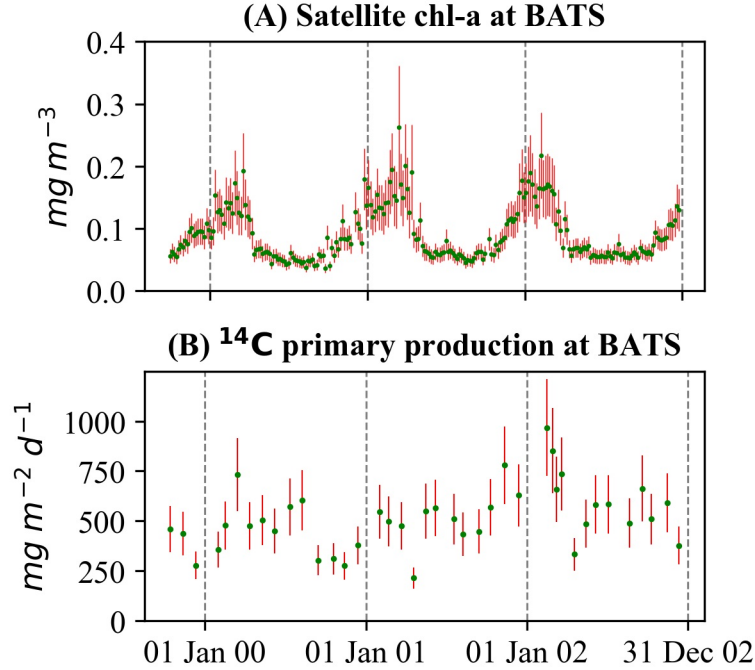 (A) Satellite chl-a at BATS
0.4
0.3
0.2
0.1
0.0
mg m⁻³
(B) ¹⁴C primary production at BATS
1000
750
500
250
0
mg m⁻² d⁻¹
01 Jan 00 01 Jan 01 01 Jan 02 31 Dec 02